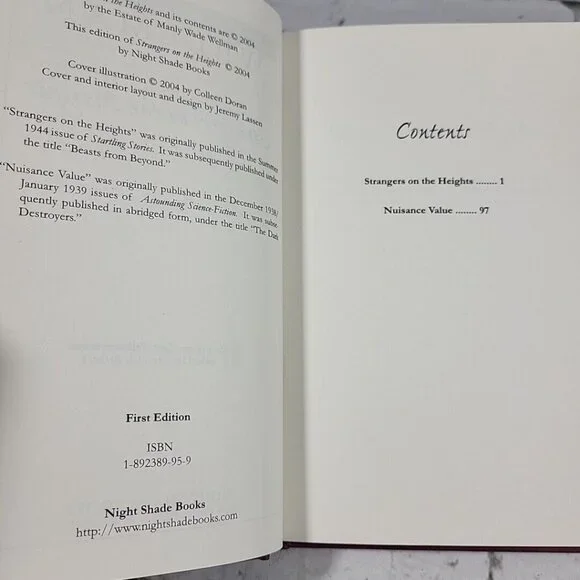 the Heights and its contents are © 2004
by the Estate of Manly Wade Wellman
This edition of Strangers on the Heights © 2004
by Night Shade Books
Cover illustration © 2004 by Colleen Doran
Cover and interior layout and design by Jeremy Lassen
"Strangers on the Heights" was originally published in the Summer
1944 issue of Startling Stories. It was subsequently published under
the title "Beasts from Beyond."
"Nuisance Value" was originally published in the December 1938/
January 1939 issues of Astounding Science-Fiction. It was subse-
quently published in abridged form, under the title "The Dark
Destroyers."
First Edition
ISBN
1-892389-95-9
Night Shade Books
http://www.nightshadebooks.com
Contents
Strangers on the Heights ........ 1
Nuisance Value ........ 97